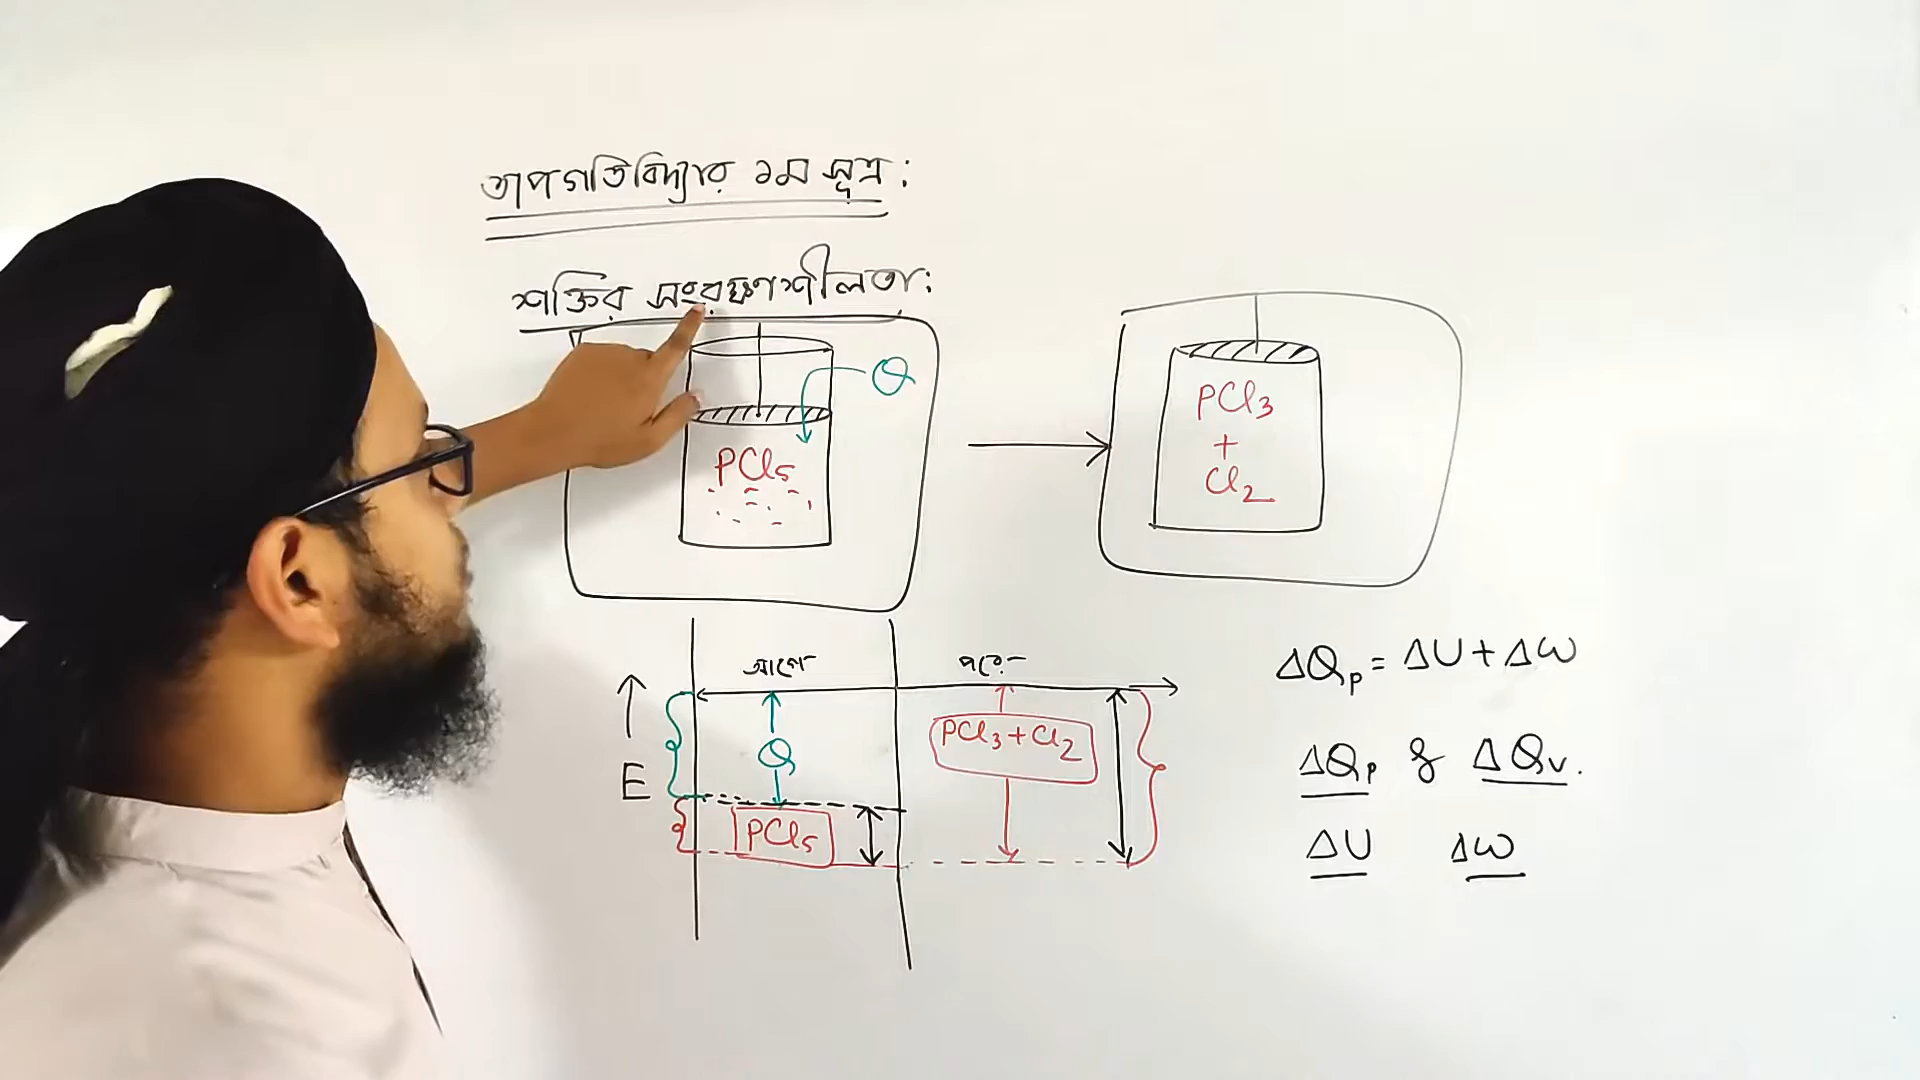 তাপগতিবিদ্যার ১ম সূত্র:
শক্তির সংরক্ষণশীলতা:
Q
PCl₅
PCl₃
+
Cl₂
আগে
পরে
E
Q
PCl₅
PCl₃+Cl₂
ΔQₚ = ΔU + ΔW
ΔQₚ & ΔQᵥ.
ΔU ΔW